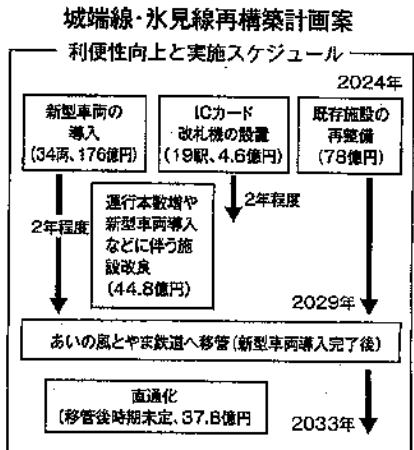 城端線・氷見線再構築計画案
利便性向上と実施スケジュール
2024年
新型車両の
導入
(34両、176億円)
ICカード
改札機の設置
(19駅、4.6億円)
既存施設の
再整備
(78億円)
2年程度
運行本数増や
新型車両導入
などに伴う施
設改良
(44.8億円)
2年程度
2029年
あいの風とやま鉄道へ移管(新型車両導入完了後)
直通化
(移管後時期未定、37.8億円
2033年